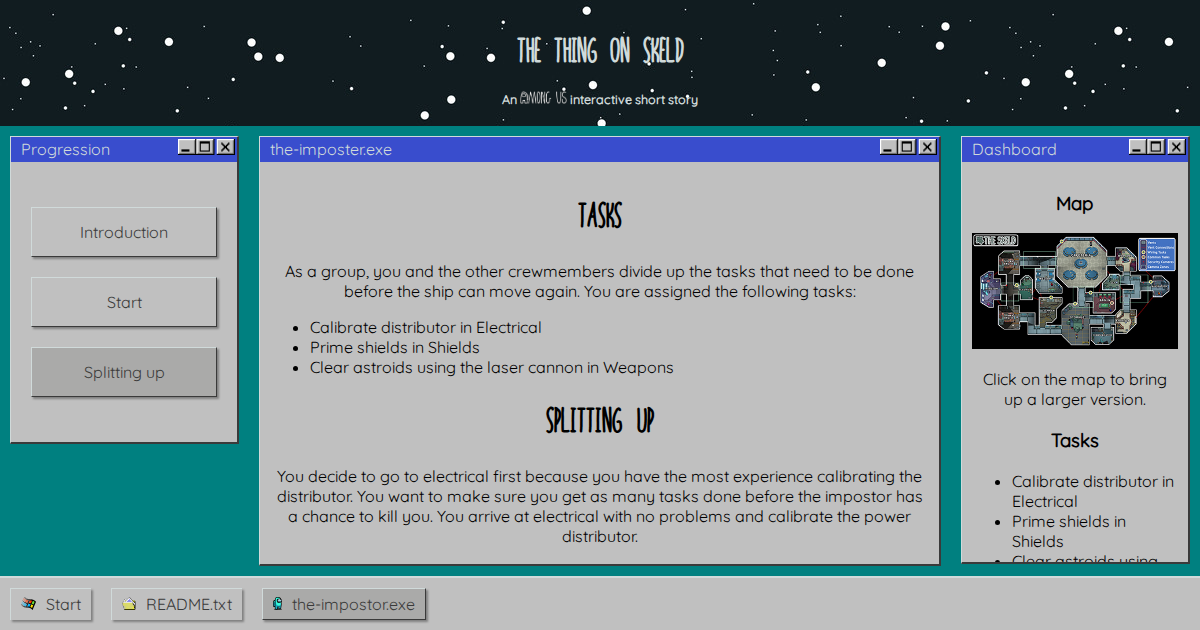 THE THING ON SKELD
An AMONG US interactive short story
Progression
Introduction
Start
Splitting up
the-imposter.exe
TASKS
As a group, you and the other crewmembers divide up the tasks that need to be done
before the ship can move again. You are assigned the following tasks:
Calibrate distributor in Electrical
Prime shields in Shields
Clear astroids using the laser cannon in Weapons
SPLITTING UP
You decide to go to electrical first because you have the most experience calibrating the
distributor. You want to make sure you get as many tasks done before the impostor has
a chance to kill you. You arrive at electrical with no problems and calibrate the power
distributor.
Dashboard
Map
THE SKELD
Click on the map to bring
up a larger version.
Tasks
Calibrate distributor in
Electrical
Prime shields in
Shields
Clear astroids using
Start
README.txt
the-impostor.exe